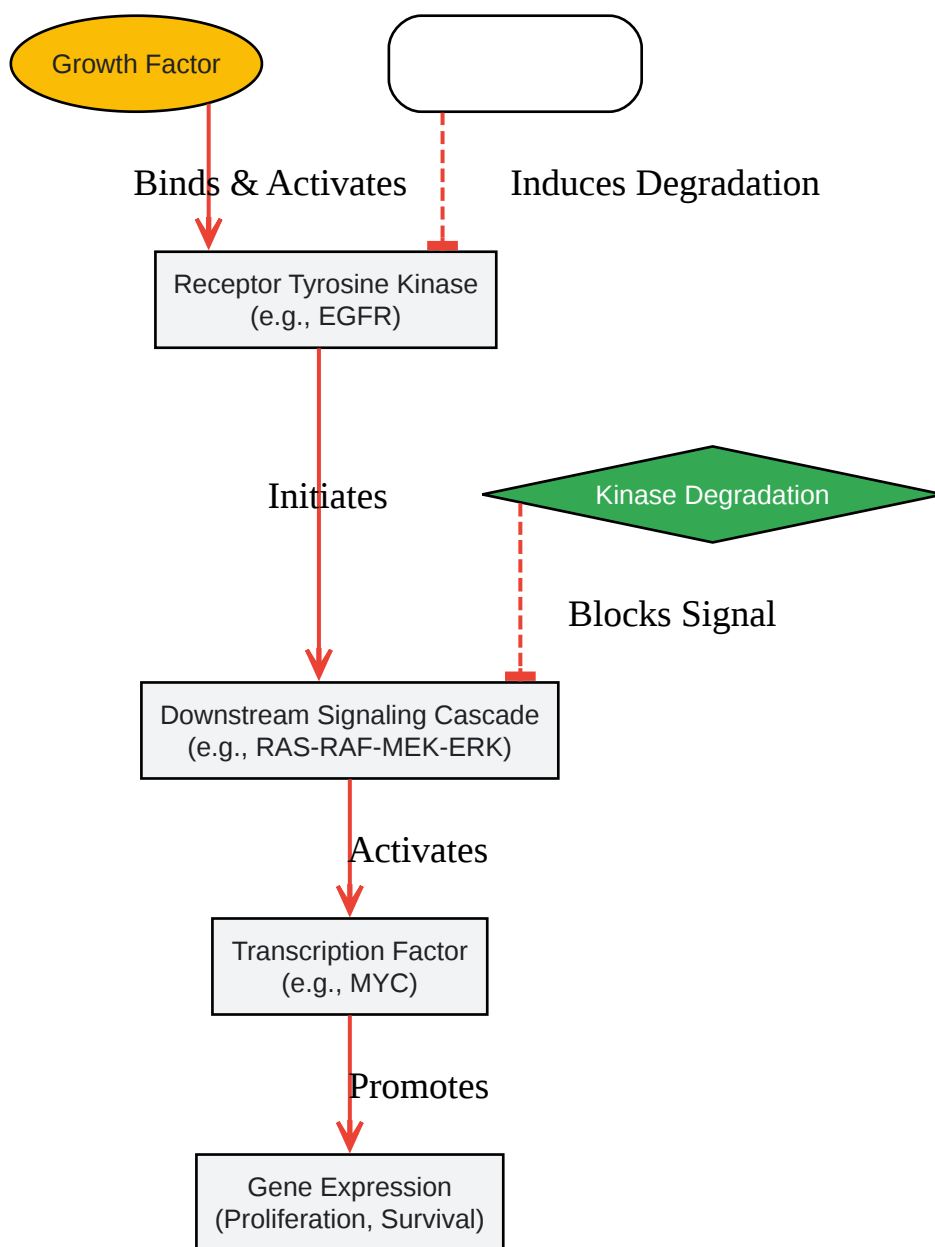 Growth Factor
Binds & Activates
Induces Degradation
Receptor Tyrosine Kinase
(e.g., EGFR)
Initiates
Kinase Degradation
Blocks Signal
Downstream Signaling Cascade
(e.g., RAS-RAF-MEK-ERK)
Activates
Transcription Factor
(e.g., MYC)
Promotes
Gene Expression
(Proliferation, Survival)